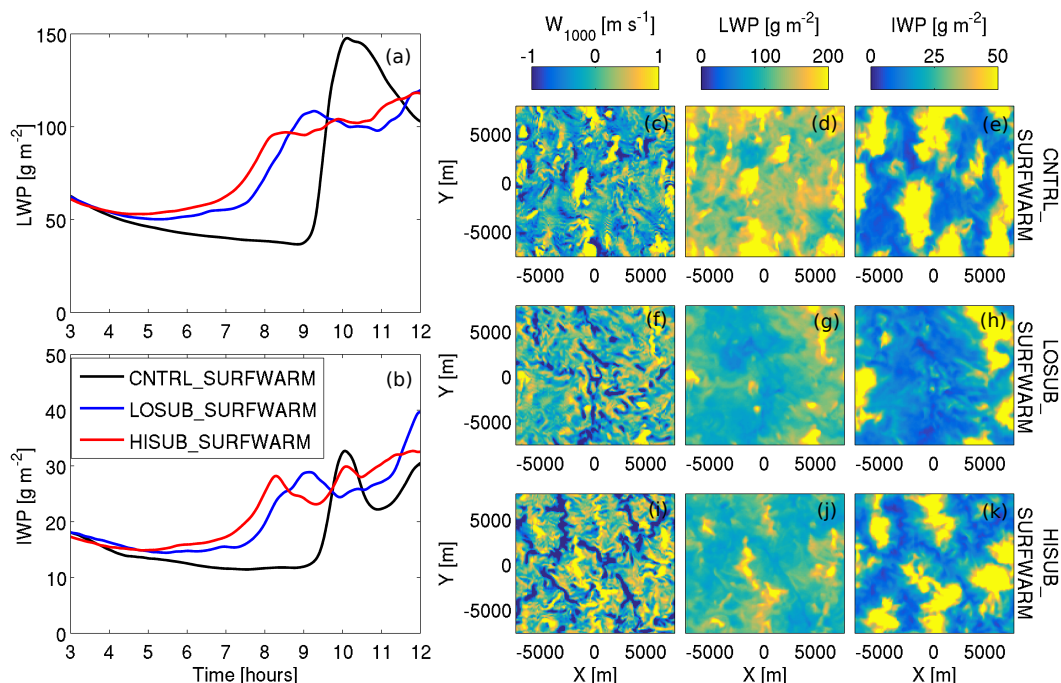 W1000 [m s-1] LWP [g m-2] IWP [g m-2]
-1 0 1 0 100 200 0 25 50
150
100
50
0
LWP [g m-2]
(a)
3 4 5 6 7 8 9 10 11 12
50
40
30
20
10
0
IWP [g m-2]
(b)
CNTRL_SURFWARM
LOSUB_SURFWARM
HISUB_SURFWARM
3 4 5 6 7 8 9 10 11 12
Time [hours]
5000
0
-5000
Y [m]
(c) (d) (e)
CNTRL_
SURFWARM
-5000 0 5000 -5000 0 5000 -5000 0 5000
5000
0
-5000
Y [m]
(f) (g) (h)
LOSUB_
SURFWARM
-5000 0 5000 -5000 0 5000 -5000 0 5000
5000
0
-5000
Y [m]
(i) (j) (k)
HISUB_
SURFWARM
-5000 0 5000 -5000 0 5000 -5000 0 5000
X [m] X [m] X [m]